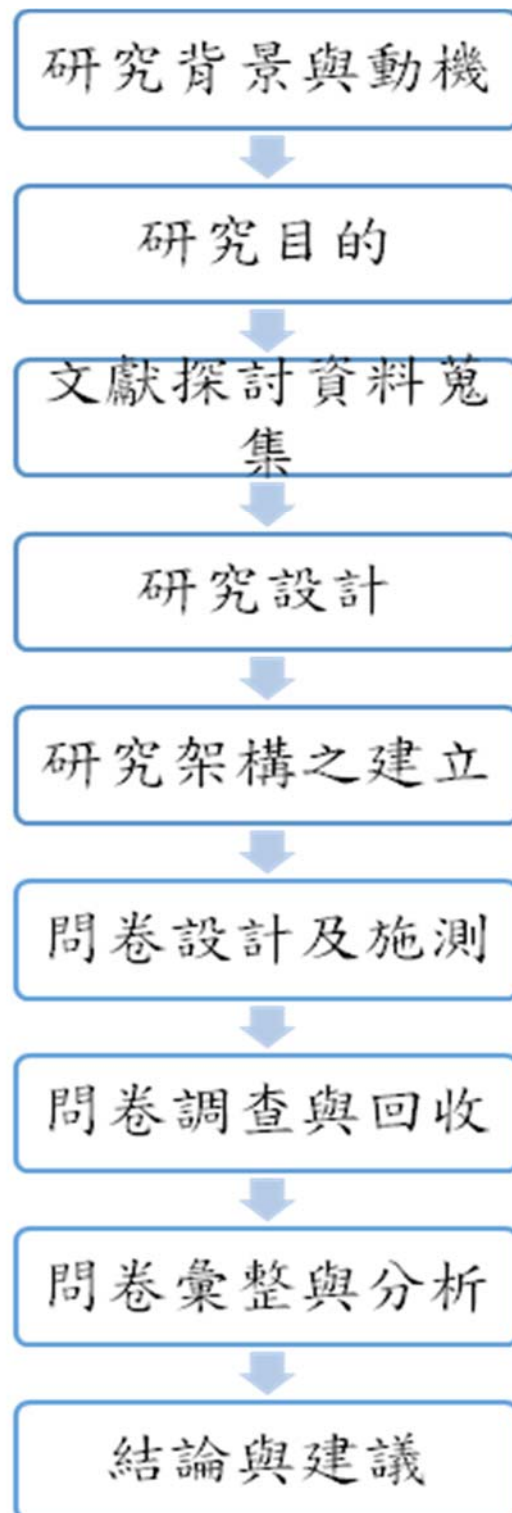 研究背景與動機
研究目的
文獻探討資料蒐
集
研究設計
研究架構之建立
問卷設計及施測
問卷調查與回收
問卷彙整與分析
結論與建議